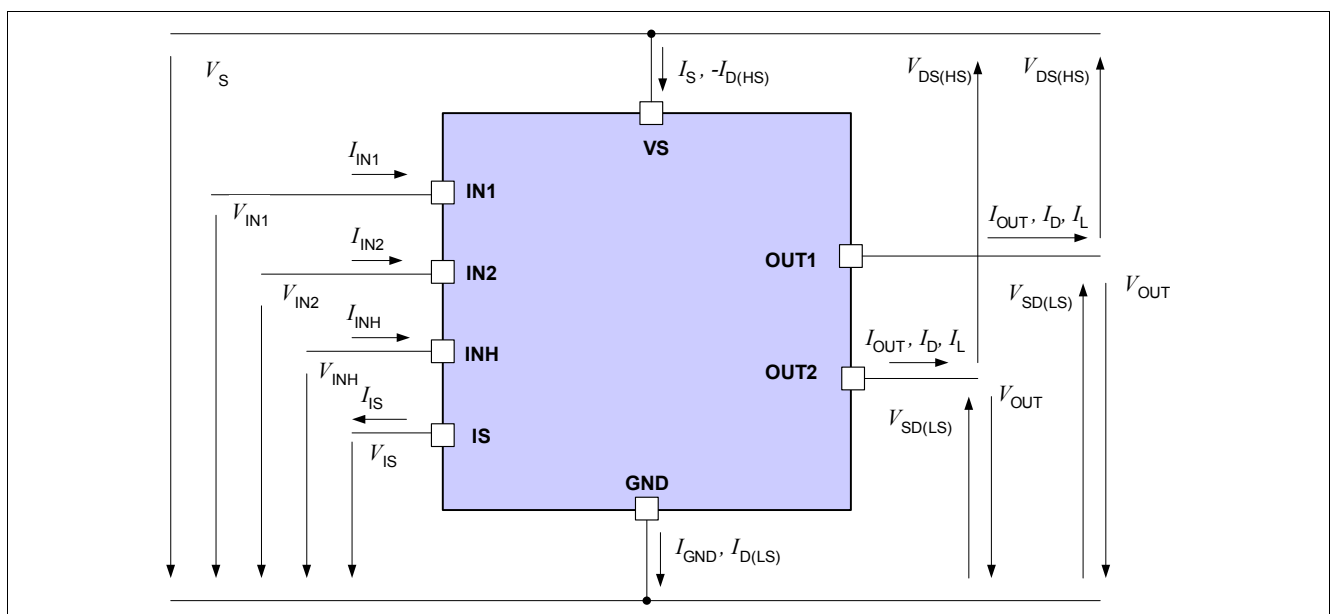 V_S
I_S , -I_D(HS)
V_DS(HS)
V_DS(HS)
VS
I_IN1
IN1
V_IN1
I_IN2
IN2
V_IN2
I_OUT , I_D, I_L
OUT1
V_SD(LS)
V_OUT
I_INH
INH
V_INH
I_OUT , I_D, I_L
OUT2
V_OUT
V_SD(LS)
I_IS
IS
V_IS
GND
I_GND , I_D(LS)